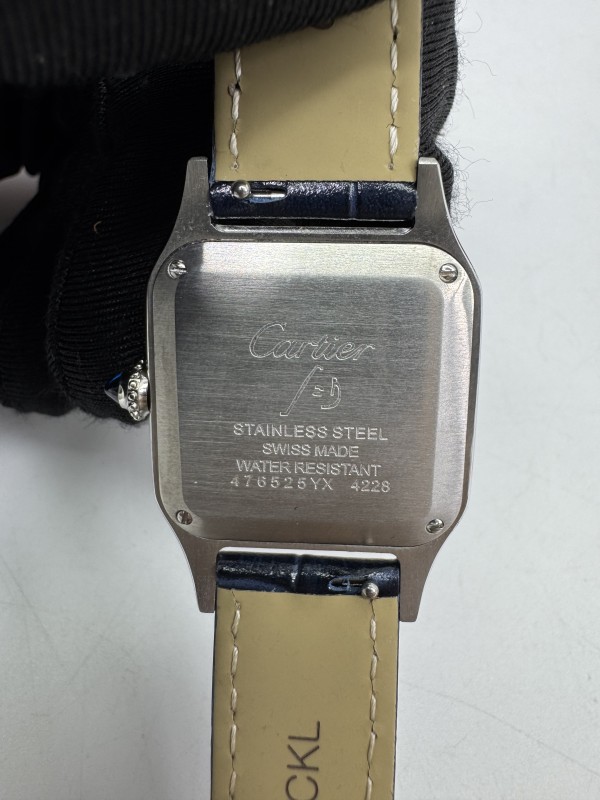 Cartier
STAINLESS STEEL
SWISS MADE
WATER RESISTANT
476525YX 4228
CKL